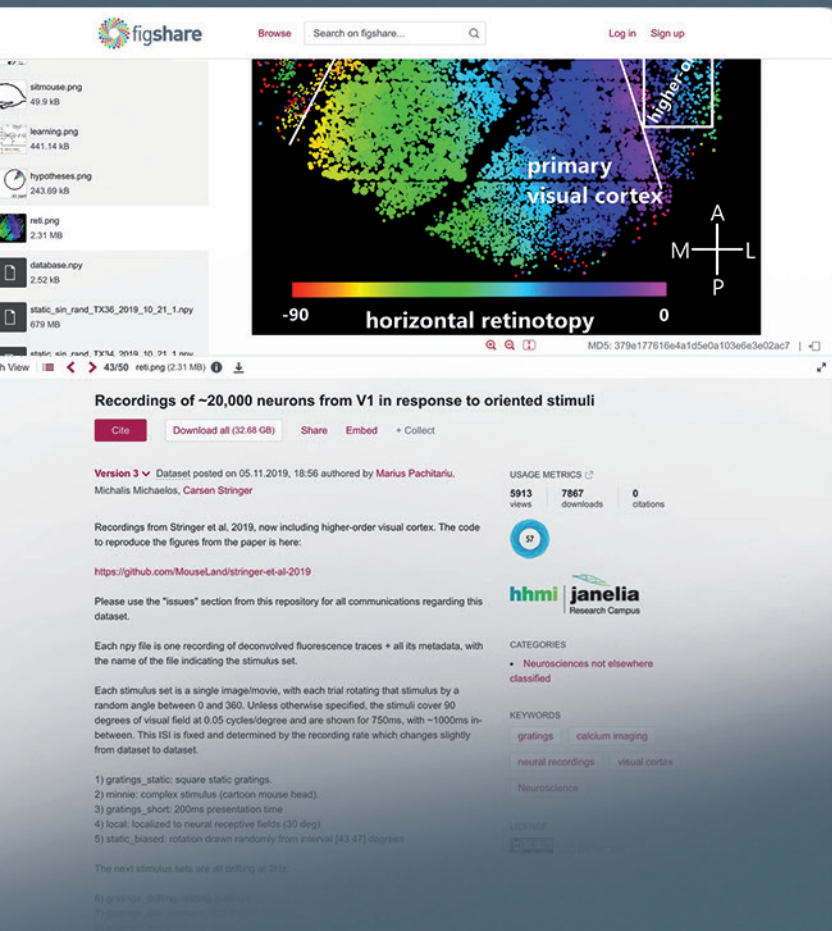 figshare
Browse
Search on figshare...
Log in
Sign up
sitmouse.png
49.9 kB
learning.png
441.14 kB
hypotheses.png
243.69 kB
reti.png
2.31 MB
database.npy
2.52 kB
static_sin_rand_TX36_2019_10_21_1.npy
679 MB
static_sin_rand_TX34_2019_10_21_1.npy
higher
primary
visual cortex
A
M L
P
-90 0
horizontal retinotopy
MD5: 379e177616e4a1d5e0a103e6e3e02ac7
View 43/50 reti.png (2.31 MB)
Recordings of ~20,000 neurons from V1 in response to oriented stimuli
Cite
Download all (32.68 GB)
Share
Embed
+ Collect
Version 3 Dataset posted on 05.11.2019, 18:56 authored by Marius Pachitariu,
Michalis Michaelos, Carsen Stringer
Recordings from Stringer et al, 2019, now including higher-order visual cortex. The code
to reproduce the figures from the paper is here:
https://github.com/MouseLand/stringer-et-al-2019
Please use the "issues" section from this repository for all communications regarding this
dataset.
Each npy file is one recording of deconvolved fluorescence traces + all its metadata, with
the name of the file indicating the stimulus set.
Each stimulus set is a single image/movie, with each trial rotating that stimulus by a
random angle between 0 and 360. Unless otherwise specified, the stimuli cover 90
degrees of visual field at 0.05 cycles/degree and are shown for 750ms, with ~1000ms in-
between. This ISI is fixed and determined by the recording rate which changes slightly
from dataset to dataset.
1) gratings_static: square static gratings.
2) minnie: complex stimulus (cartoon mouse head).
3) gratings_short: 200ms presentation time
4) local: localized to neural receptive fields (30 deg)
5) static_biased: rotation drawn randomly from interval [43 47] degrees
The next stimulus sets are all drifting at 2Hz:
6) gratings_drifting: drifting gratings
USAGE METRICS
5913 7867 0
views downloads citations
57
hhmi janelia
Research Campus
CATEGORIES
• Neurosciences not elsewhere
classified
KEYWORDS
gratings
calcium imaging
neural recordings
visual cortex
Neuroscience
LICENCE